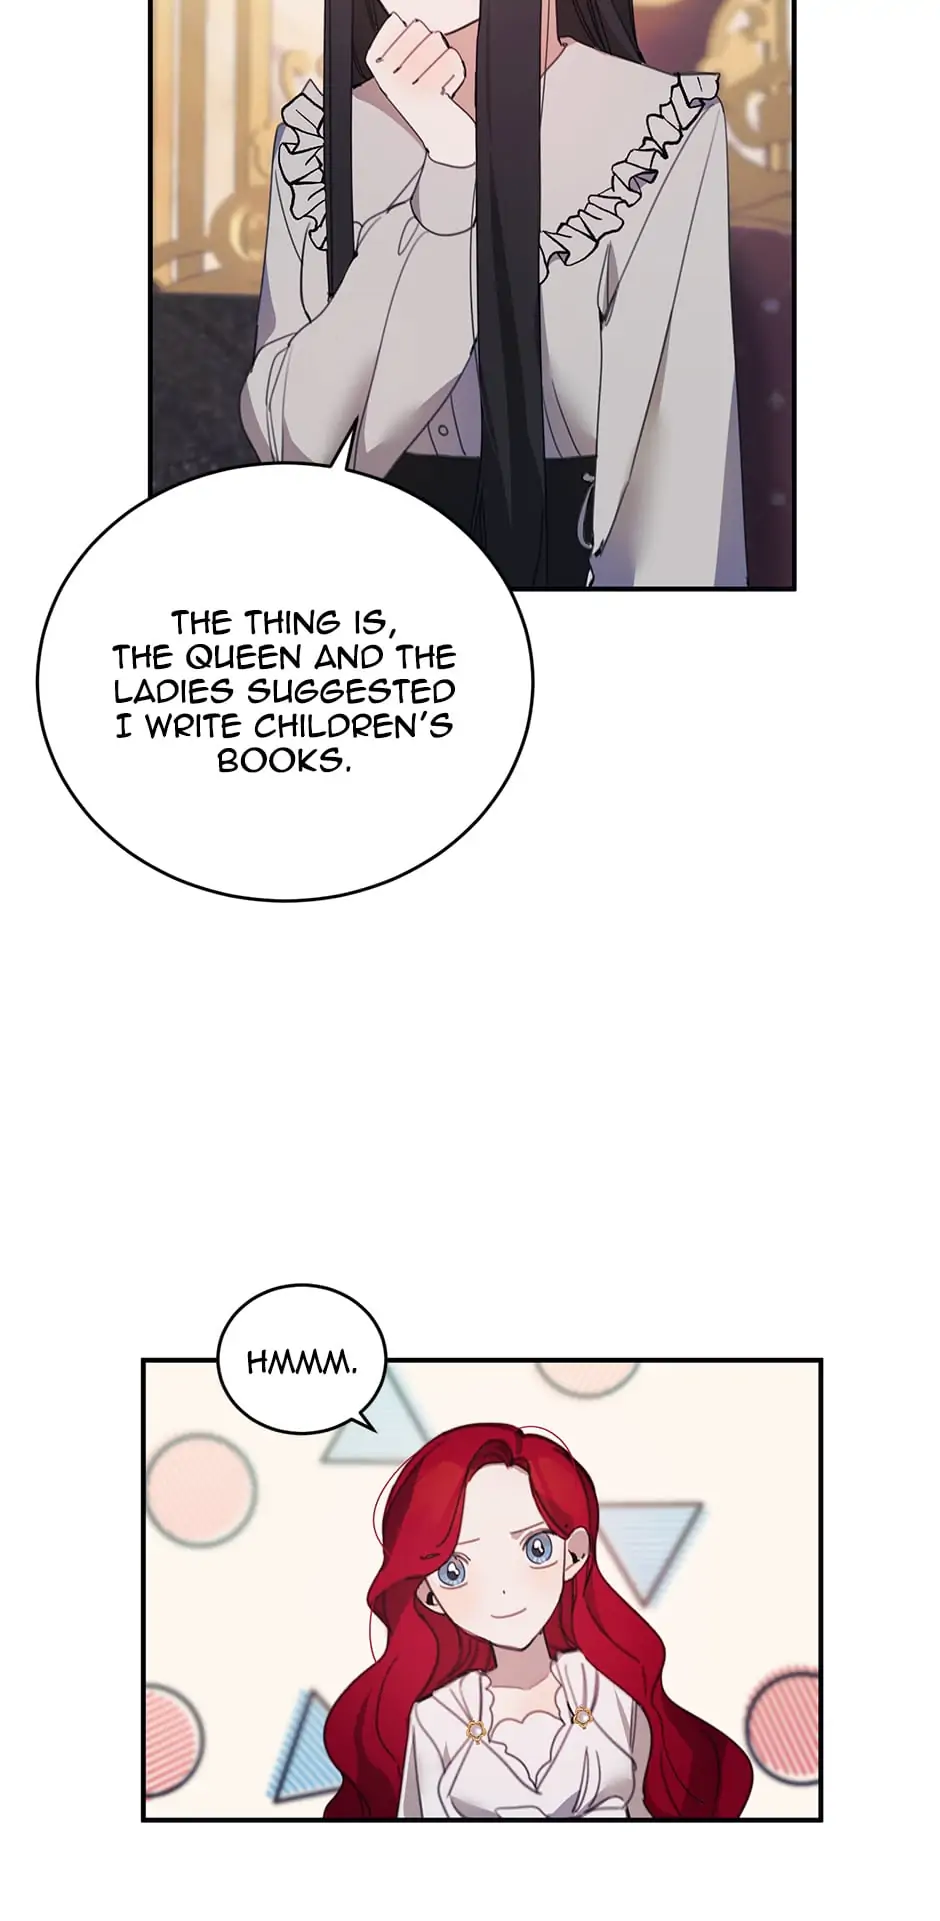 THE THING IS,
THE QUEEN AND THE
LADIES SUGGESTED
I WRITE CHILDREN'S
BOOKS.
HMMM.